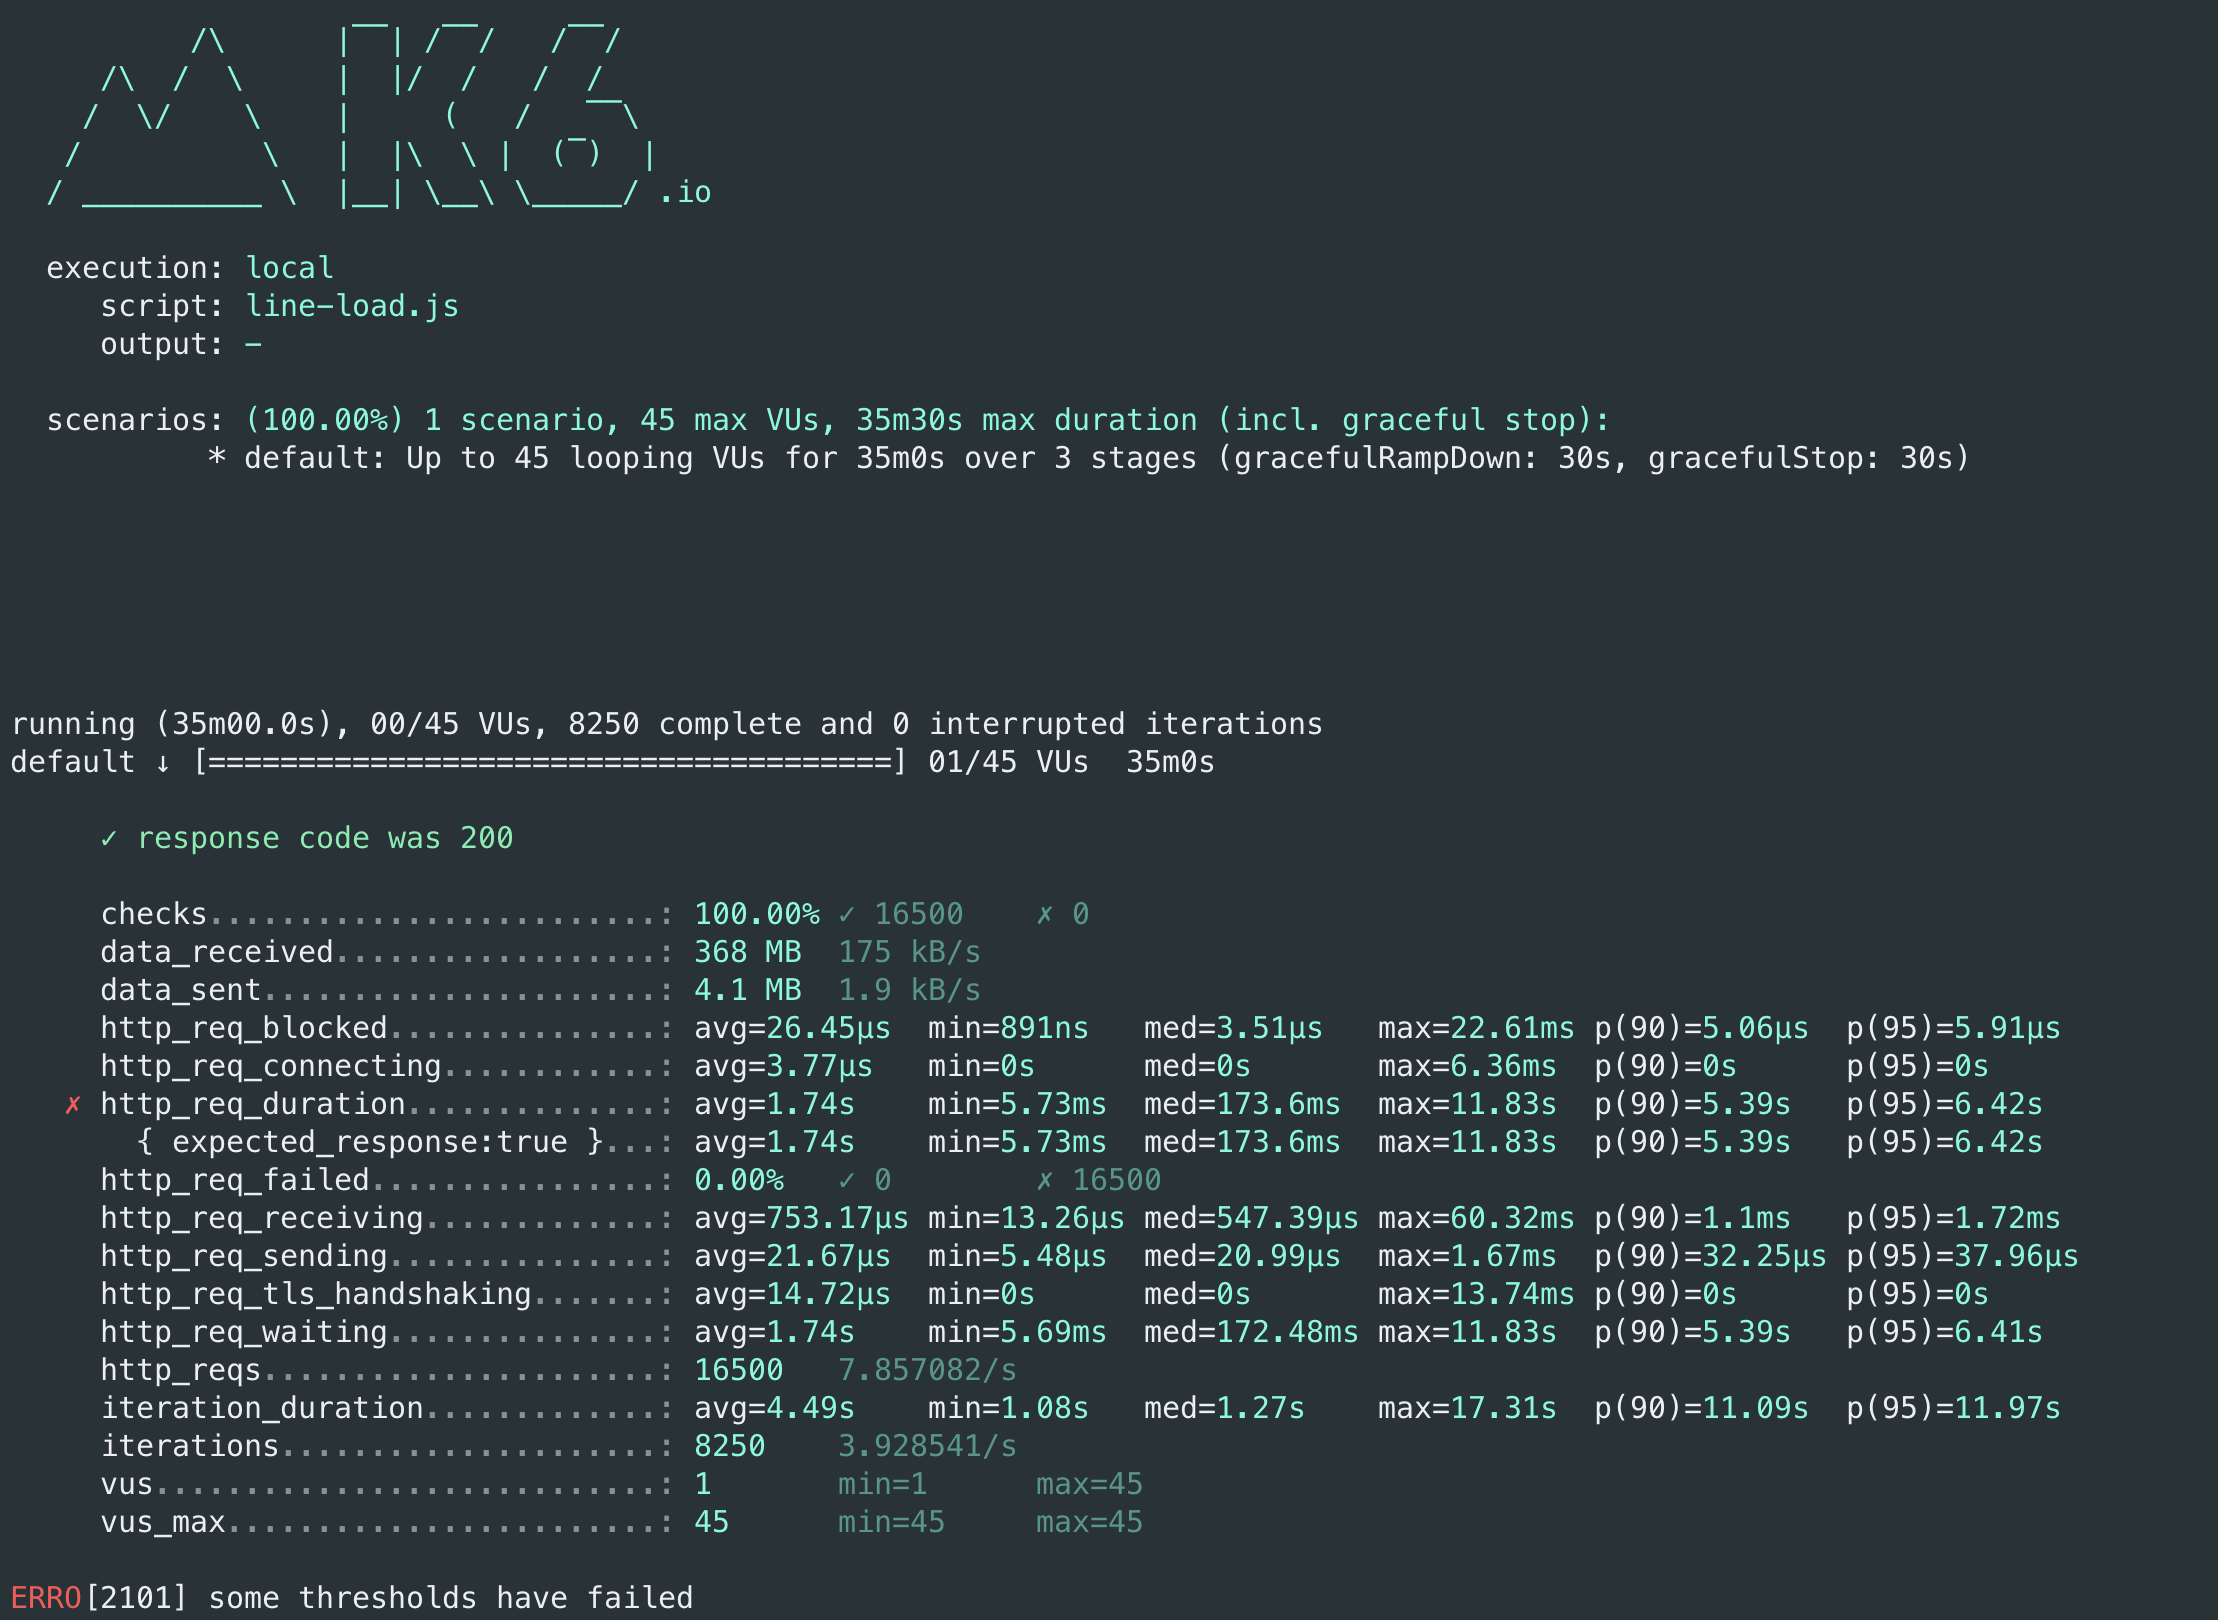 /\      |‾‾| /‾‾/   /‾‾/
/\  /  \     |  |/  /   /  /
/  \/    \    |     (   /   ‾‾\
/          \   |  |\  \ |  (‾)  |
/ __________ \  |__| \__\ \_____/ .io
execution: local
script: line-load.js
output: -
scenarios: (100.00%) 1 scenario, 45 max VUs, 35m30s max duration (incl. graceful stop):
* default: Up to 45 looping VUs for 35m0s over 3 stages (gracefulRampDown: 30s, gracefulStop: 30s)
running (35m00.0s), 00/45 VUs, 8250 complete and 0 interrupted iterations
default ↓ [======================================] 01/45 VUs  35m0s
✓ response code was 200
checks.........................: 100.00% ✓ 16500    ✗ 0
data_received..................: 368 MB  175 kB/s
data_sent......................: 4.1 MB  1.9 kB/s
http_req_blocked...............: avg=26.45µs  min=891ns   med=3.51µs   max=22.61ms p(90)=5.06µs  p(95)=5.91µs
http_req_connecting............: avg=3.77µs   min=0s      med=0s       max=6.36ms  p(90)=0s      p(95)=0s
✗ http_req_duration..............: avg=1.74s    min=5.73ms  med=173.6ms  max=11.83s  p(90)=5.39s   p(95)=6.42s
{ expected_response:true }...: avg=1.74s    min=5.73ms  med=173.6ms  max=11.83s  p(90)=5.39s   p(95)=6.42s
http_req_failed................: 0.00%   ✓ 0        ✗ 16500
http_req_receiving.............: avg=753.17µs min=13.26µs med=547.39µs max=60.32ms p(90)=1.1ms   p(95)=1.72ms
http_req_sending...............: avg=21.67µs  min=5.48µs  med=20.99µs  max=1.67ms  p(90)=32.25µs p(95)=37.96µs
http_req_tls_handshaking.......: avg=14.72µs  min=0s      med=0s       max=13.74ms p(90)=0s      p(95)=0s
http_req_waiting...............: avg=1.74s    min=5.69ms  med=172.48ms max=11.83s  p(90)=5.39s   p(95)=6.41s
http_reqs......................: 16500   7.857082/s
iteration_duration.............: avg=4.49s    min=1.08s   med=1.27s    max=17.31s  p(90)=11.09s  p(95)=11.97s
iterations.....................: 8250    3.928541/s
vus............................: 1       min=1      max=45
vus_max........................: 45      min=45     max=45
ERRO[2101] some thresholds have failed